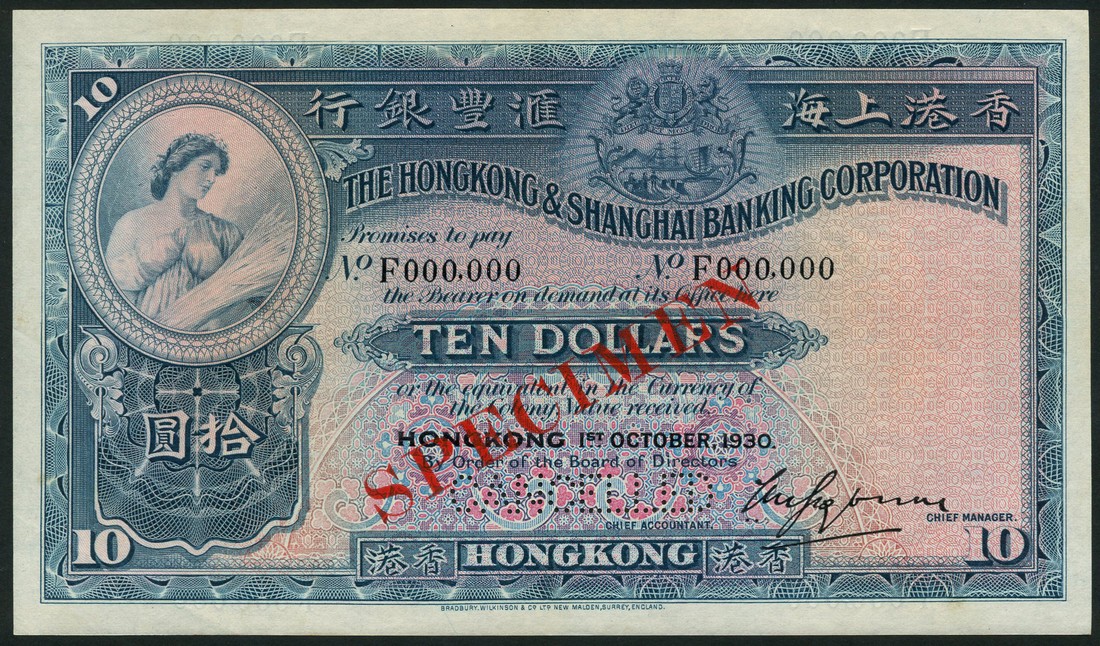 10
香港上海 滙豐銀行
THE HONGKONG & SHANGHAI BANKING CORPORATION
Promises to pay
No. F000,000 No. F000,000
the Bearer on demand at its Office here
TEN DOLLARS
or the equivalent in the Currency of
the Colony Value received.
拾圓
HONGKONG 1ST OCTOBER, 1930.
By Order of the Board of Directors
SPECIMEN
CHIEF ACCOUNTANT.
CHIEF MANAGER.
10 香港 HONGKONG 香港 10
BRADBURY, WILKINSON & Co LTD NEW MALDEN, SURREY, ENGLAND.